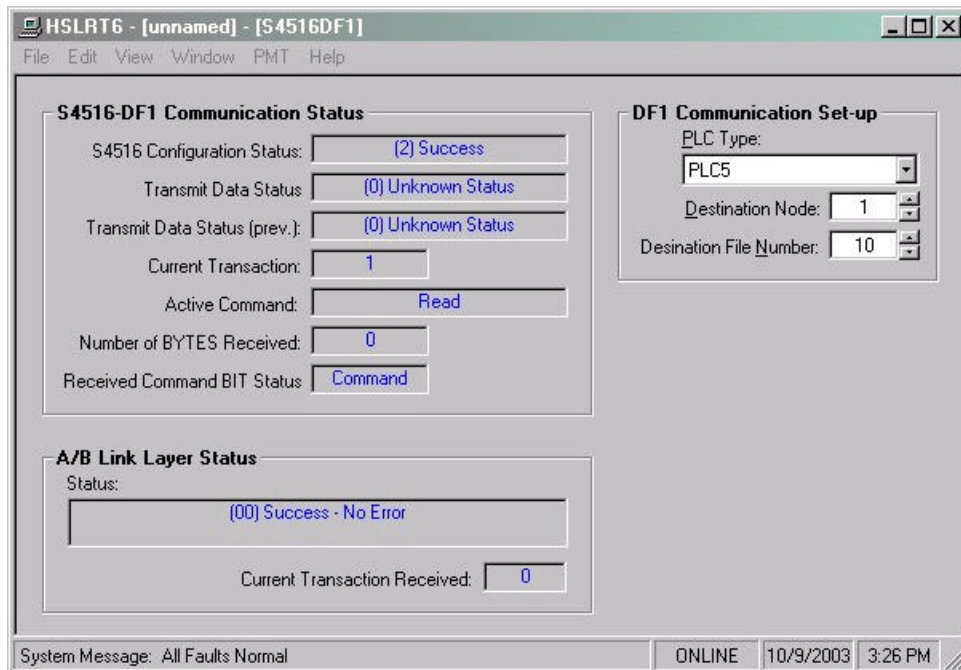 HSLRT6 - [unnamed] - [S4516DF1]
File Edit View Window PMT Help
S4516-DF1 Communication Status
S4516 Configuration Status: (2) Success
Transmit Data Status (0) Unknown Status
Transmit Data Status (prev.): (0) Unknown Status
Current Transaction: 1
Active Command: Read
Number of BYTES Received: 0
Received Command BIT Status Command
A/B Link Layer Status
Status:
(00) Success - No Error
Current Transaction Received: 0
DF1 Communication Set-up
PLC Type:
PLC5
Destination Node: 1
Desination File Number: 10
System Message: All Faults Normal ONLINE 10/9/2003 3:26 PM